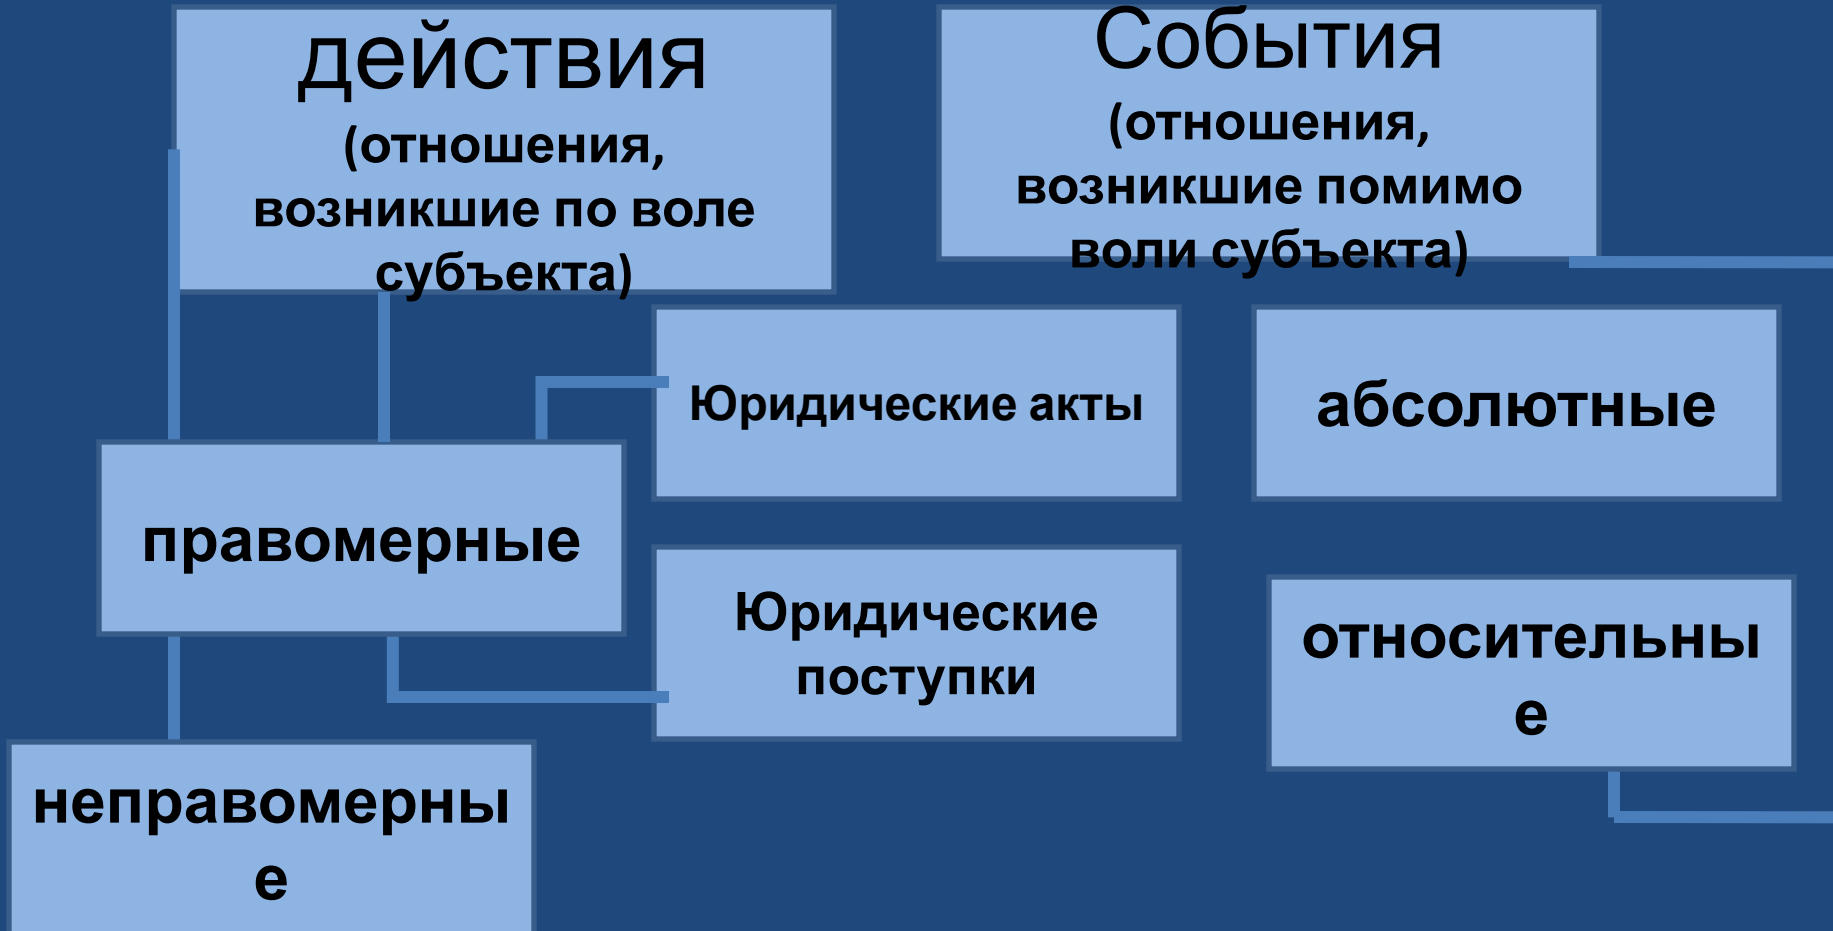 действия
(отношения,
возникшие по воле
субъекта)
События
(отношения,
возникшие помимо
воли субъекта)
Юридические акты
абсолютные
правомерные
Юридические
поступки
относительны
е
неправомерны
е